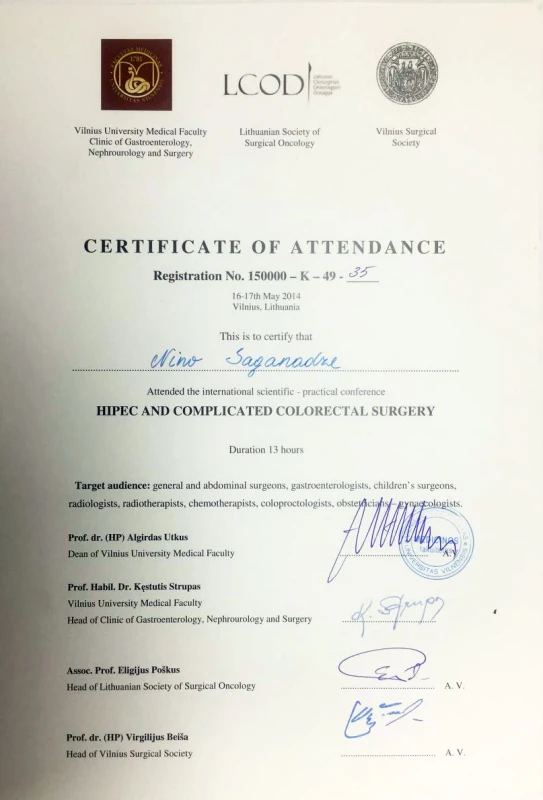 1781
LCOD
Vilnius University Medical Faculty
Clinic of Gastroenterology,
Nephrourology and Surgery
Lithuanian Society of
Surgical Oncology
Vilnius Surgical
Society
CERTIFICATE OF ATTENDANCE
Registration No. 150000 – K – 49 - 35
16-17th May 2014
Vilnius, Lithuania
This is to certify that
Nino Saganadze
Attended the international scientific - practical conference
HIPEC AND COMPLICATED COLORECTAL SURGERY
Duration 13 hours
Target audience: general and abdominal surgeons, gastroenterologists, children's surgeons,
radiologists, radiotherapists, chemotherapists, coloproctologists, obstetricians – gynaecologists.
Prof. dr. (HP) Algirdas Utkus
Dean of Vilnius University Medical Faculty
A.V.
Prof. Habil. Dr. Kęstutis Strupas
Vilnius University Medical Faculty
Head of Clinic of Gastroenterology, Nephrourology and Surgery
Assoc. Prof. Eligijus Poškus
Head of Lithuanian Society of Surgical Oncology
A. V.
Prof. dr. (HP) Virgilijus Beiša
Head of Vilnius Surgical Society
A. V.